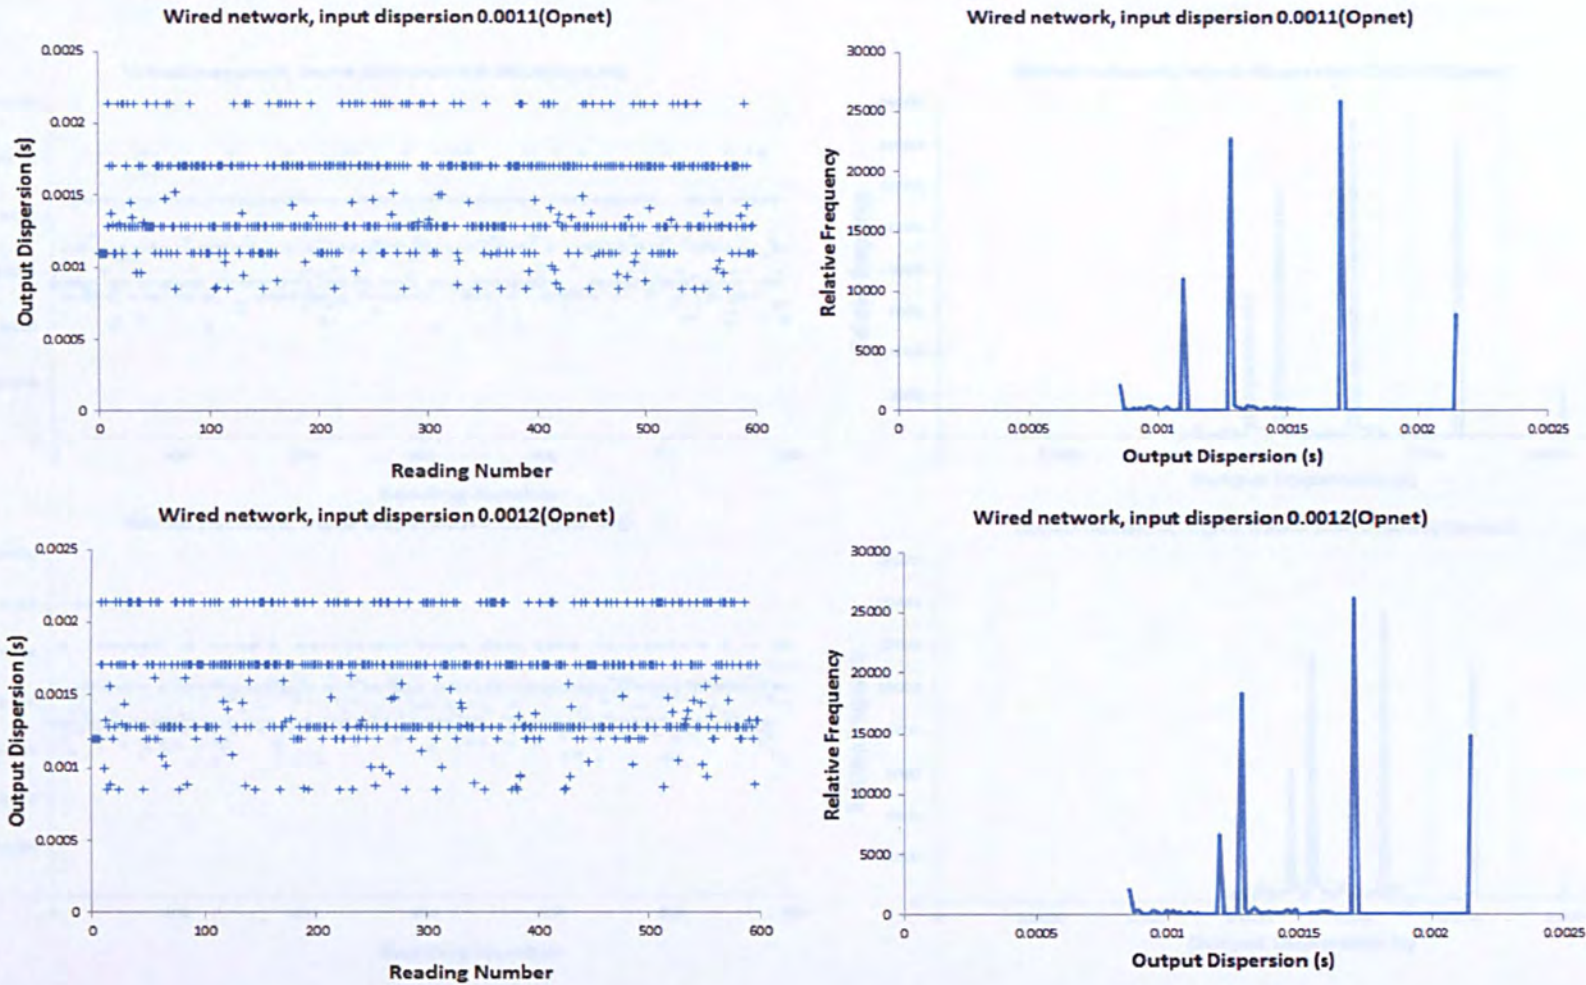 Wired network, input dispersion 0.0011(Opnet)
0.0025
0.002
0.0015
0.001
0.0005
0
Output Dispersion (s)
0 100 200 300 400 500 600
Reading Number
Wired network, input dispersion 0.0011(Opnet)
30000
25000
20000
15000
10000
5000
0
Relative Frequency
0 0.0005 0.001 0.0015 0.002 0.0025
Output Dispersion (s)
Wired network, input dispersion 0.0012(Opnet)
0.0025
0.002
0.0015
0.001
0.0005
0
Output Dispersion (s)
0 100 200 300 400 500 600
Reading Number
Wired network, input dispersion 0.0012(Opnet)
30000
25000
20000
15000
10000
5000
0
Relative Frequency
0 0.0005 0.001 0.0015 0.002 0.0025
Output Dispersion (s)